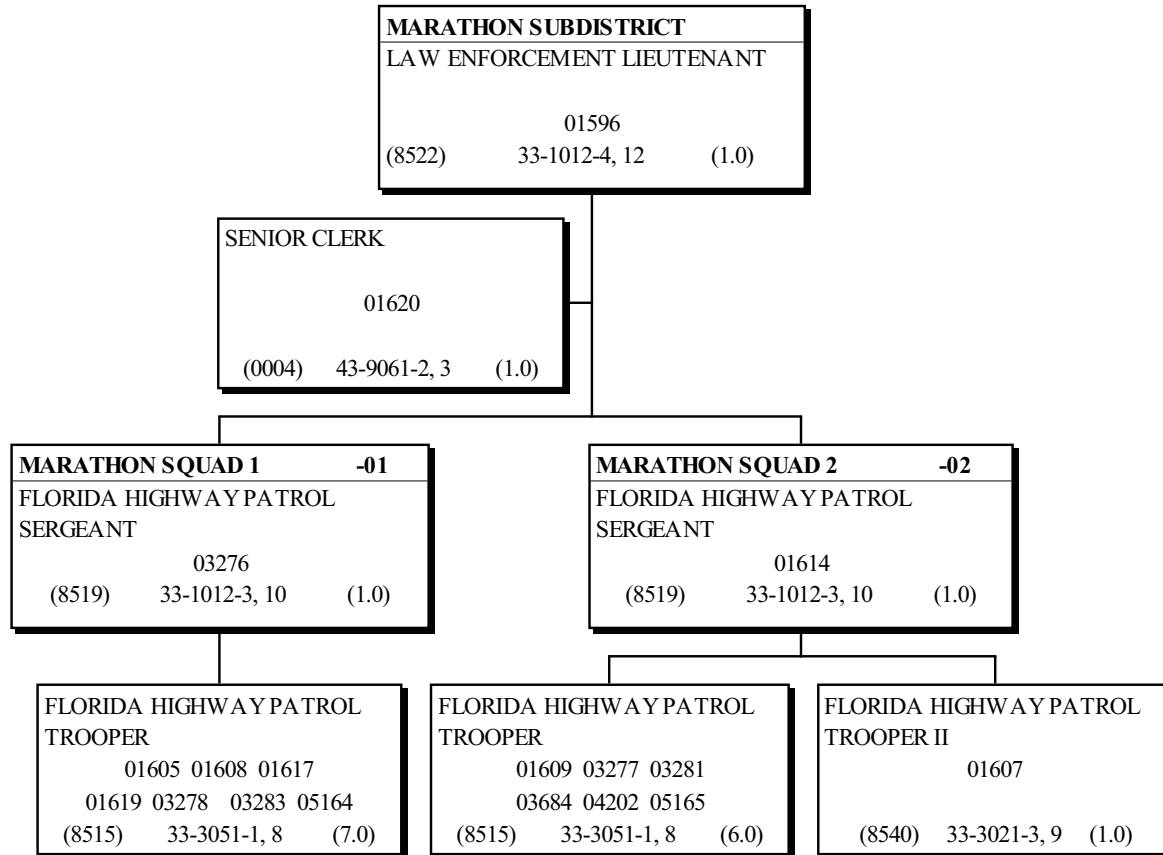 MARATHON SUBDISTRICT
LAW ENFORCEMENT LIEUTENANT
01596
(8522) 33-1012-4, 12 (1.0)
SENIOR CLERK
01620
(0004) 43-9061-2, 3 (1.0)
MARATHON SQUAD 1 -01
FLORIDA HIGHWAY PATROL
SERGEANT
03276
(8519) 33-1012-3, 10 (1.0)
MARATHON SQUAD 2 -02
FLORIDA HIGHWAY PATROL
SERGEANT
01614
(8519) 33-1012-3, 10 (1.0)
FLORIDA HIGHWAY PATROL
TROOPER
01605 01608 01617
01619 03278 03283 05164
(8515) 33-3051-1, 8 (7.0)
FLORIDA HIGHWAY PATROL
TROOPER
01609 03277 03281
03684 04202 05165
(8515) 33-3051-1, 8 (6.0)
FLORIDA HIGHWAY PATROL
TROOPER II
01607
(8540) 33-3021-3, 9 (1.0)